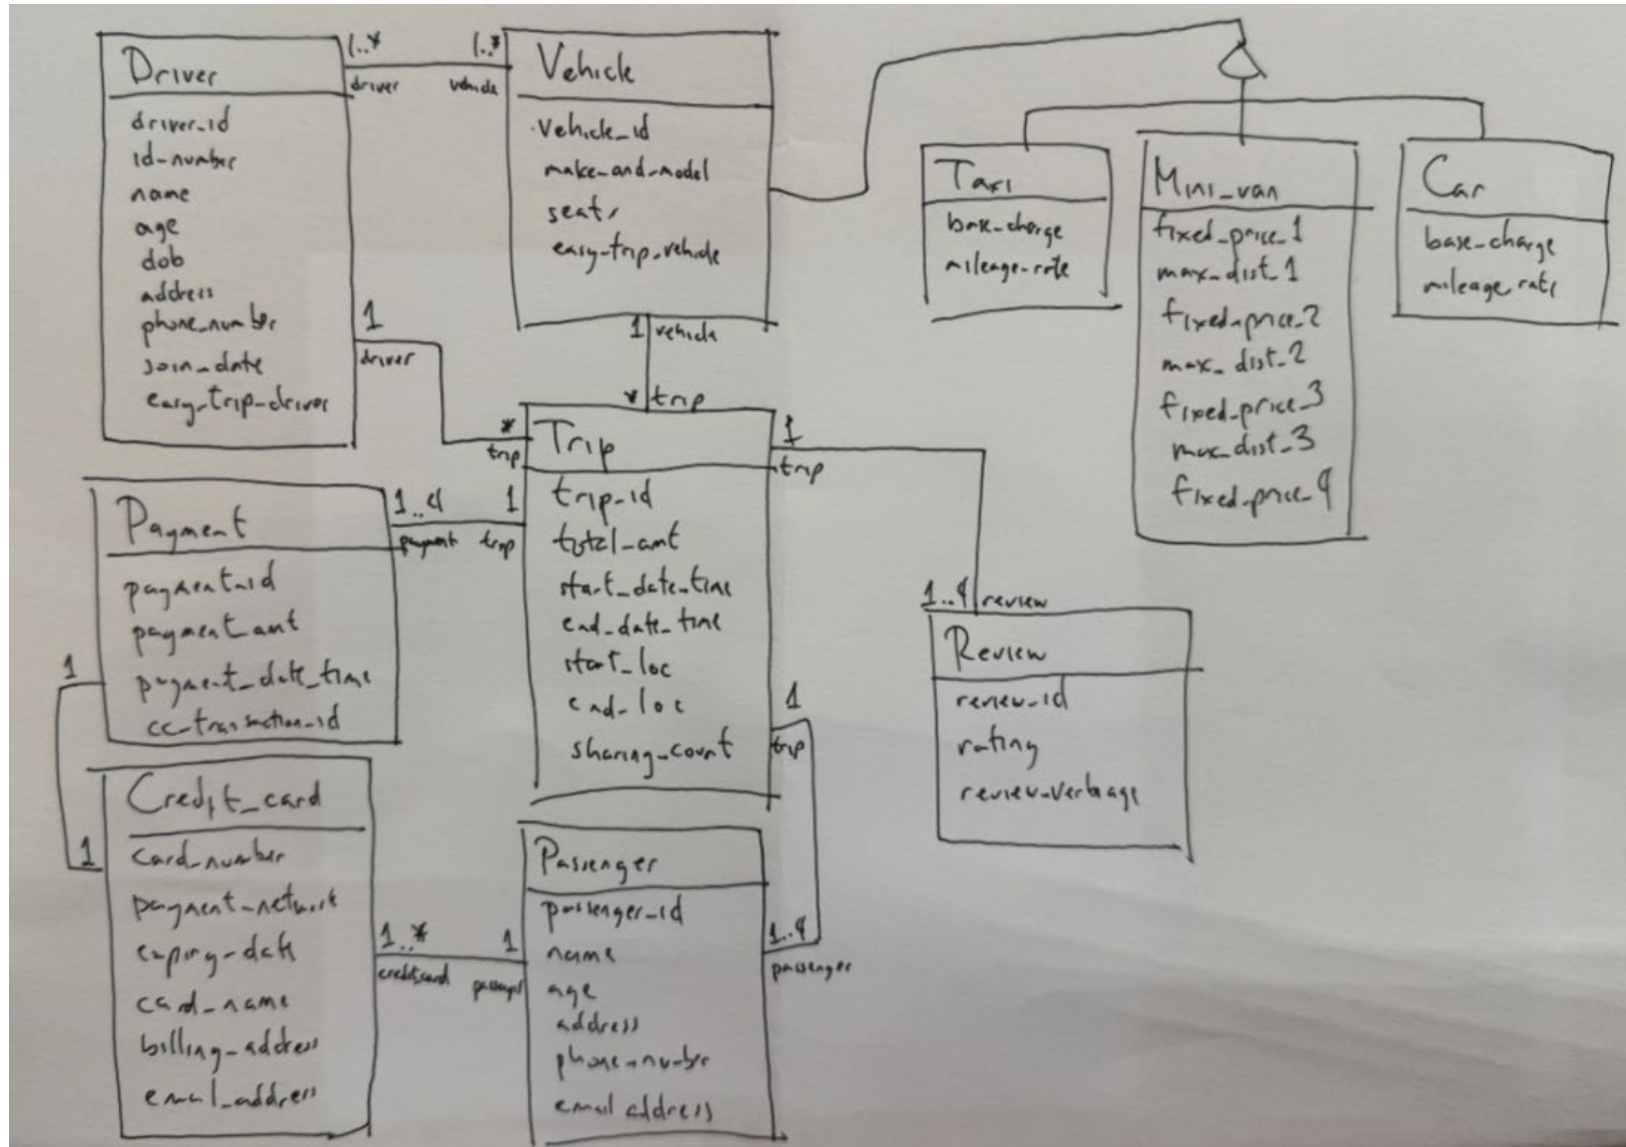 Driver
driver_id
id_number
name
age
dob
address
phone_number
join_date
easy_trip_driver
1..*
driver
1..*
vehicle
Vehicle
vehicle_id
make_and_model
seats
easy_trip_vehicle
Taxi
base_charge
mileage_rate
Mini_van
fixed_price_1
max_dist_1
fixed_price_2
max_dist_2
fixed_price_3
max_dist_3
fixed_price_4
Car
base_charge
mileage_rate
1
driver
*
trip
1
vehicle
*
trip
Trip
trip_id
total_amt
start_date_time
end_date_time
start_loc
end_loc
sharing_count
1
trip
1..4
review
Review
review_id
rating
review_verbage
Payment
payment_id
payment_amt
payment_date_time
cc_transaction_id
1..4
payment
1
trip
1
1
Credit_card
card_number
payment_network
expiry_date
card_name
billing_address
email_address
1..*
creditcard
1
passenger
Passenger
passenger_id
name
age
address
phone_number
email address
1
trip
1..4
passenger